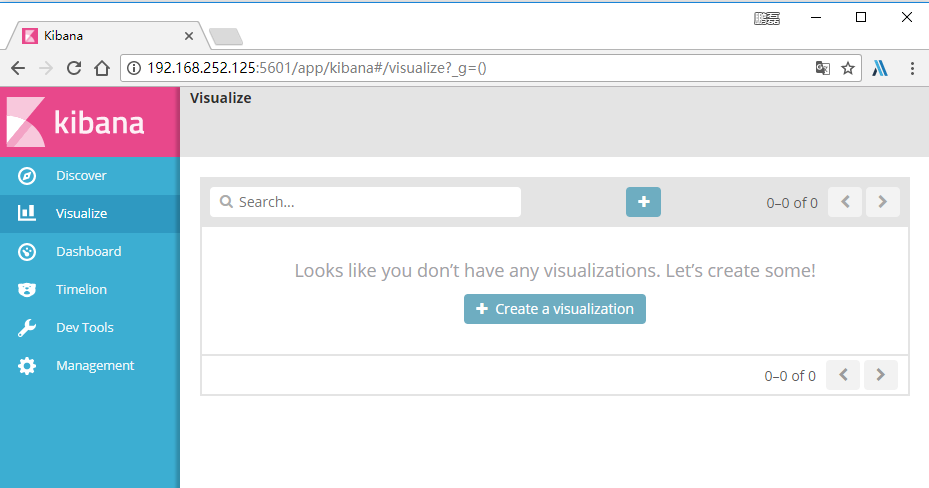 鹏磊
Kibana
192.168.252.125:5601/app/kibana#/visualize?_g=()
kibana
Visualize
Discover
Visualize
Dashboard
Timelion
Dev Tools
Management
Search...
0–0 of 0
Looks like you don’t have any visualizations. Let’s create some!
Create a visualization
0–0 of 0